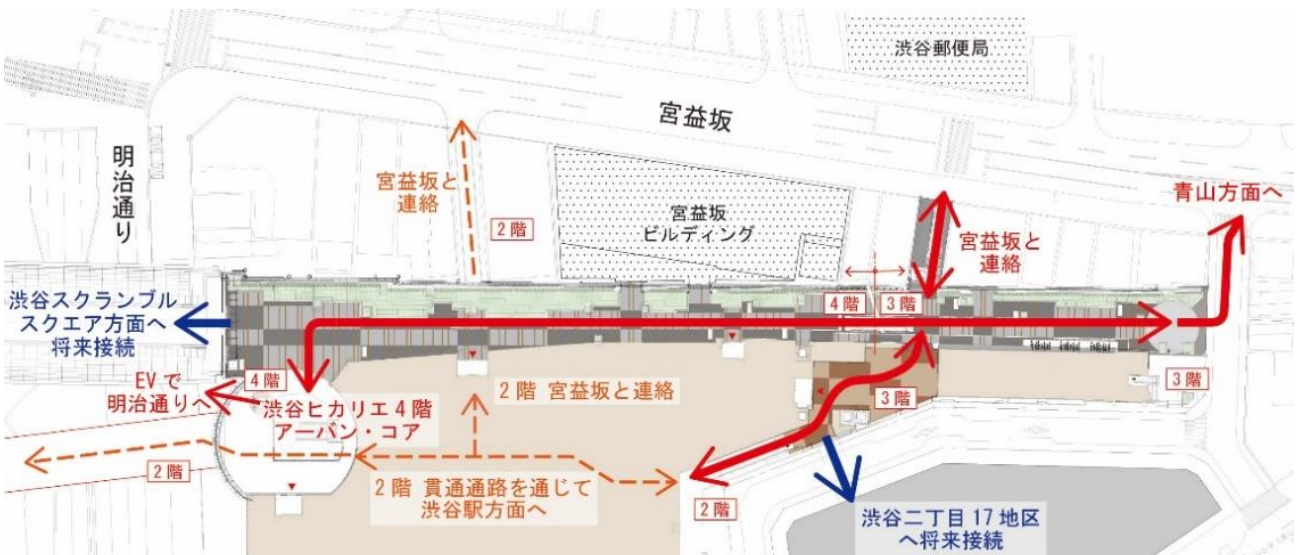 渋谷郵便局
宮益坂
明治通り
宮益坂と
連絡
2階
宮益坂
ビルディング
青山方面へ
宮益坂と
連絡
渋谷スクランブル
スクエア方面へ
将来接続
4階
3階
EVで
明治通りへ
4階
渋谷ヒカリエ4階
アーバン・コア
2階 宮益坂と連絡
3階
3階
2階
2階 貫通通路を通じて
渋谷駅方面へ
2階
渋谷二丁目17地区
へ将来接続